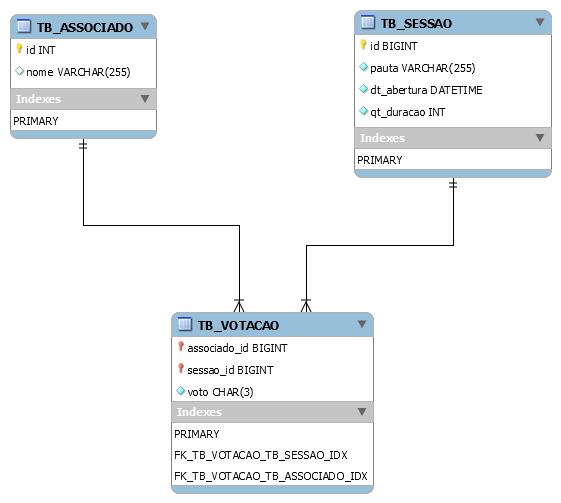 TB_ASSOCIADO
id INT
nome VARCHAR(255)
Indexes
PRIMARY
TB_SESSAO
id BIGINT
pauta VARCHAR(255)
dt_abertura DATETIME
qt_duracao INT
Indexes
PRIMARY
TB_VOTACAO
associado_id BIGINT
sessao_id BIGINT
voto CHAR(3)
Indexes
PRIMARY
FK_TB_VOTACAO_TB_SESSAO_IDX
FK_TB_VOTACAO_TB_ASSOCIADO_IDX